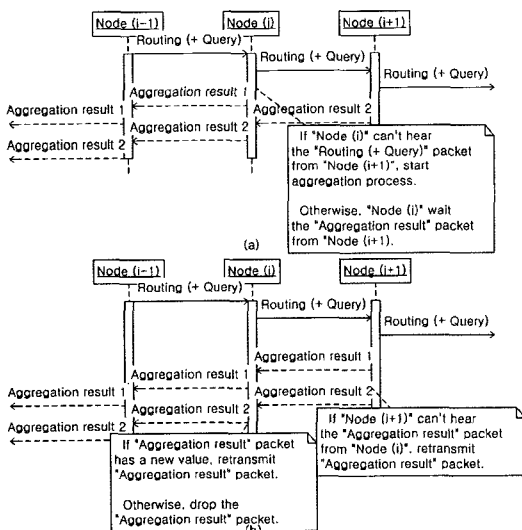 Node (i-1)
Node (i)
Node (i+1)
Routing (+ Query)
Routing (+ Query)
Routing (+ Query)
Aggregation result 1
Aggregation result 1
Aggregation result 2
Aggregation result 2
Aggregation result 2
If "Node (i)" can't hear
the "Routing (+ Query)" packet
from "Node (i+1)", start
aggregation process.
Otherwise, "Node (i)" wait
the "Aggregation result" packet
from "Node (i+1).
(a)
Node (i-1)
Node (i)
Node (i+1)
Routing (+ Query)
Routing (+ Query)
Routing (+ Query)
Aggregation result 1
Aggregation result 1
Aggregation result 1
Aggregation result 2
Aggregation result 2
Aggregation result 2
If "Aggregation result" packet
has a new value, retransmit
"Aggregation result" packet.
Otherwise, drop the
"Aggregation result" packet.
If "Node (i+1)" can't hear
the "Aggregation result" packet
from "Node (i)", retransmit
"Aggregation result" packet.
(b)